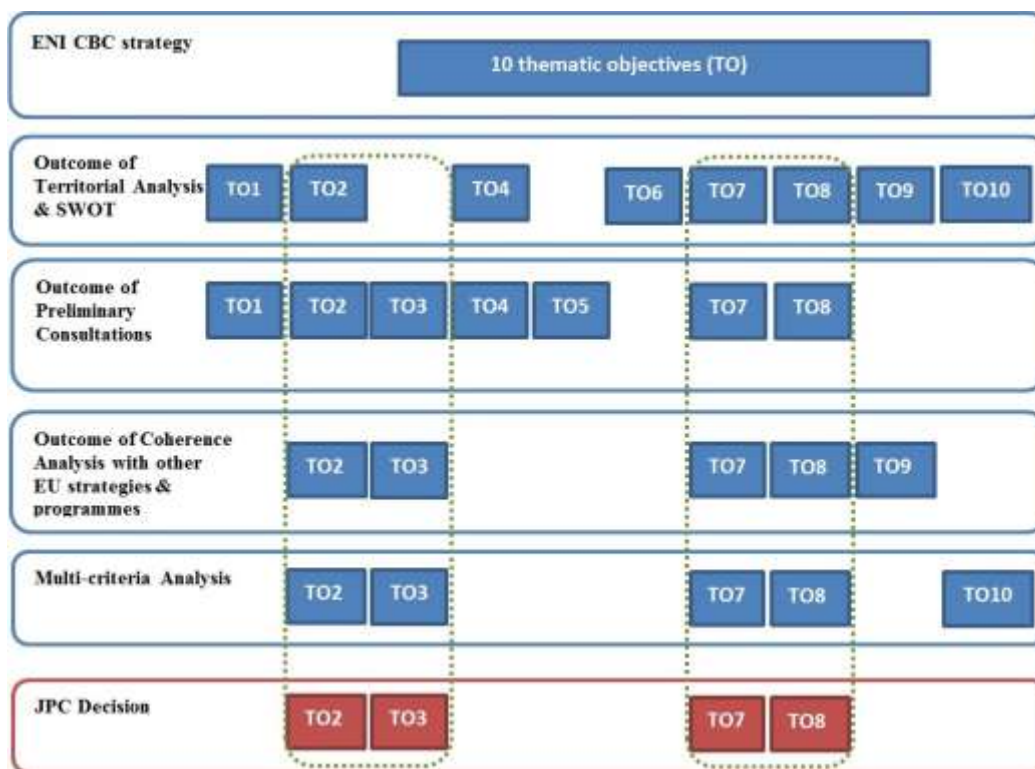 ENI CBC strategy
10 thematic objectives (TO)
Outcome of
Territorial Analysis
& SWOT
TO1 TO2 TO4 TO6 TO7 TO8 TO9 TO10
Outcome of
Preliminary
Consultations
TO1 TO2 TO3 TO4 TO5 TO7 TO8
Outcome of Coherence
Analysis with other
EU strategies &
programmes
TO2 TO3 TO7 TO8 TO9
Multi-criteria Analysis
TO2 TO3 TO7 TO8 TO10
JPC Decision
TO2 TO3 TO7 TO8